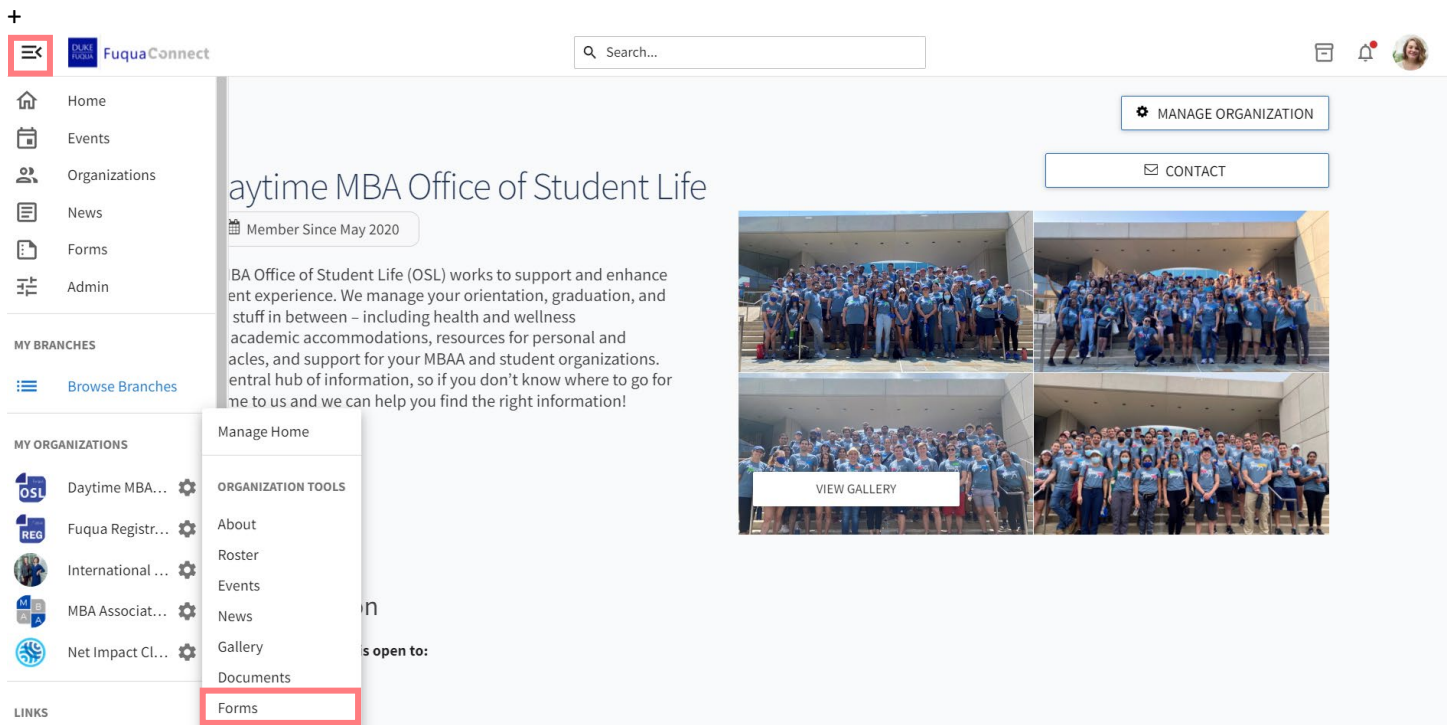 +
DUKE
FUQUA
FuquaConnect
Search...
Home
Events
Organizations
News
Forms
Admin
MY BRANCHES
Browse Branches
MY ORGANIZATIONS
OSL
Daytime MBA...
REG
Fuqua Registr...
International ...
M B
A A
MBA Associat...
Net Impact Cl...
LINKS
Manage Home
ORGANIZATION TOOLS
About
Roster
Events
News
Gallery
Documents
Forms
MANAGE ORGANIZATION
CONTACT
aytime MBA Office of Student Life
Member Since May 2020
IBA Office of Student Life (OSL) works to support and enhance
ent experience. We manage your orientation, graduation, and
stuff in between – including health and wellness
academic accommodations, resources for personal and
acles, and support for your MBAA and student organizations.
entral hub of information, so if you don’t know where to go for
me to us and we can help you find the right information!
VIEW GALLERY
on
s open to: